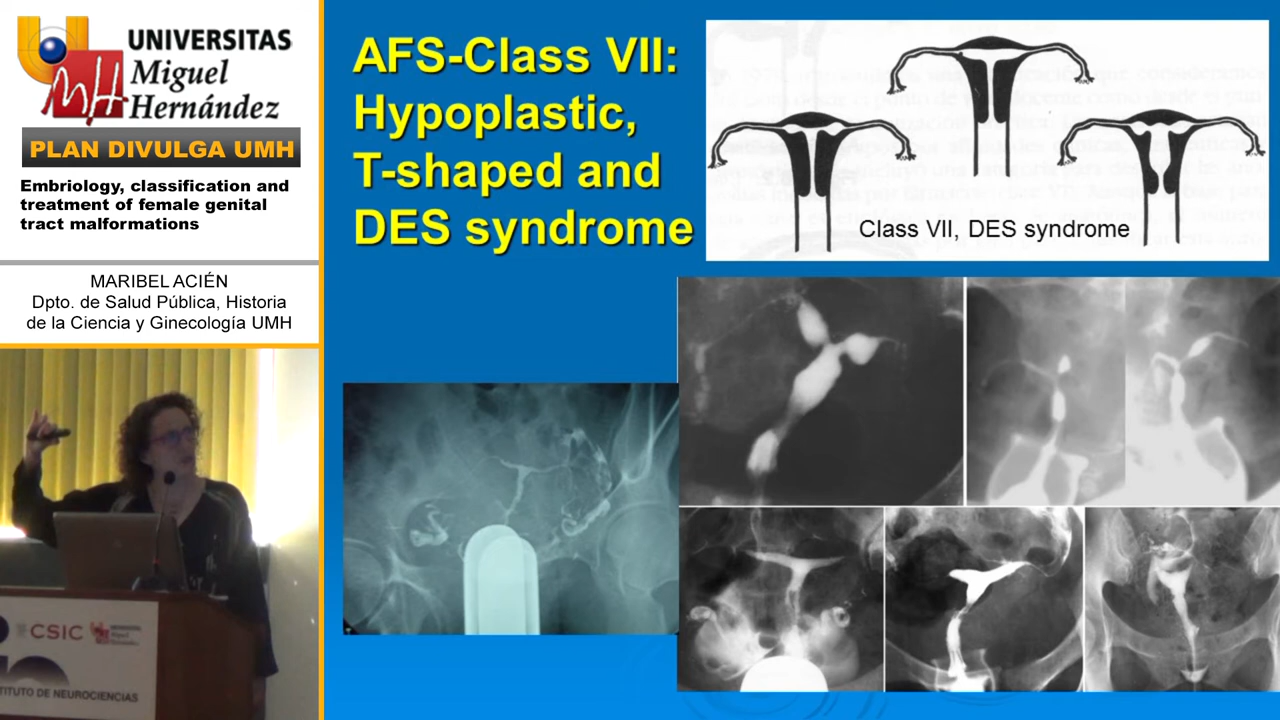 UNIVERSITAS
Miguel
Hernández
PLAN DIVULGA UMH
Embriology, classification and
treatment of female genital
tract malformations
MARIBEL ACIÉN
Dpto. de Salud Pública, Historia
de la Ciencia y Ginecología UMH
CSIC
TITUTO DE NEUROCIENCIAS
AFS-Class VII:
Hypoplastic,
T-shaped and
DES syndrome
Class VII, DES syndrome